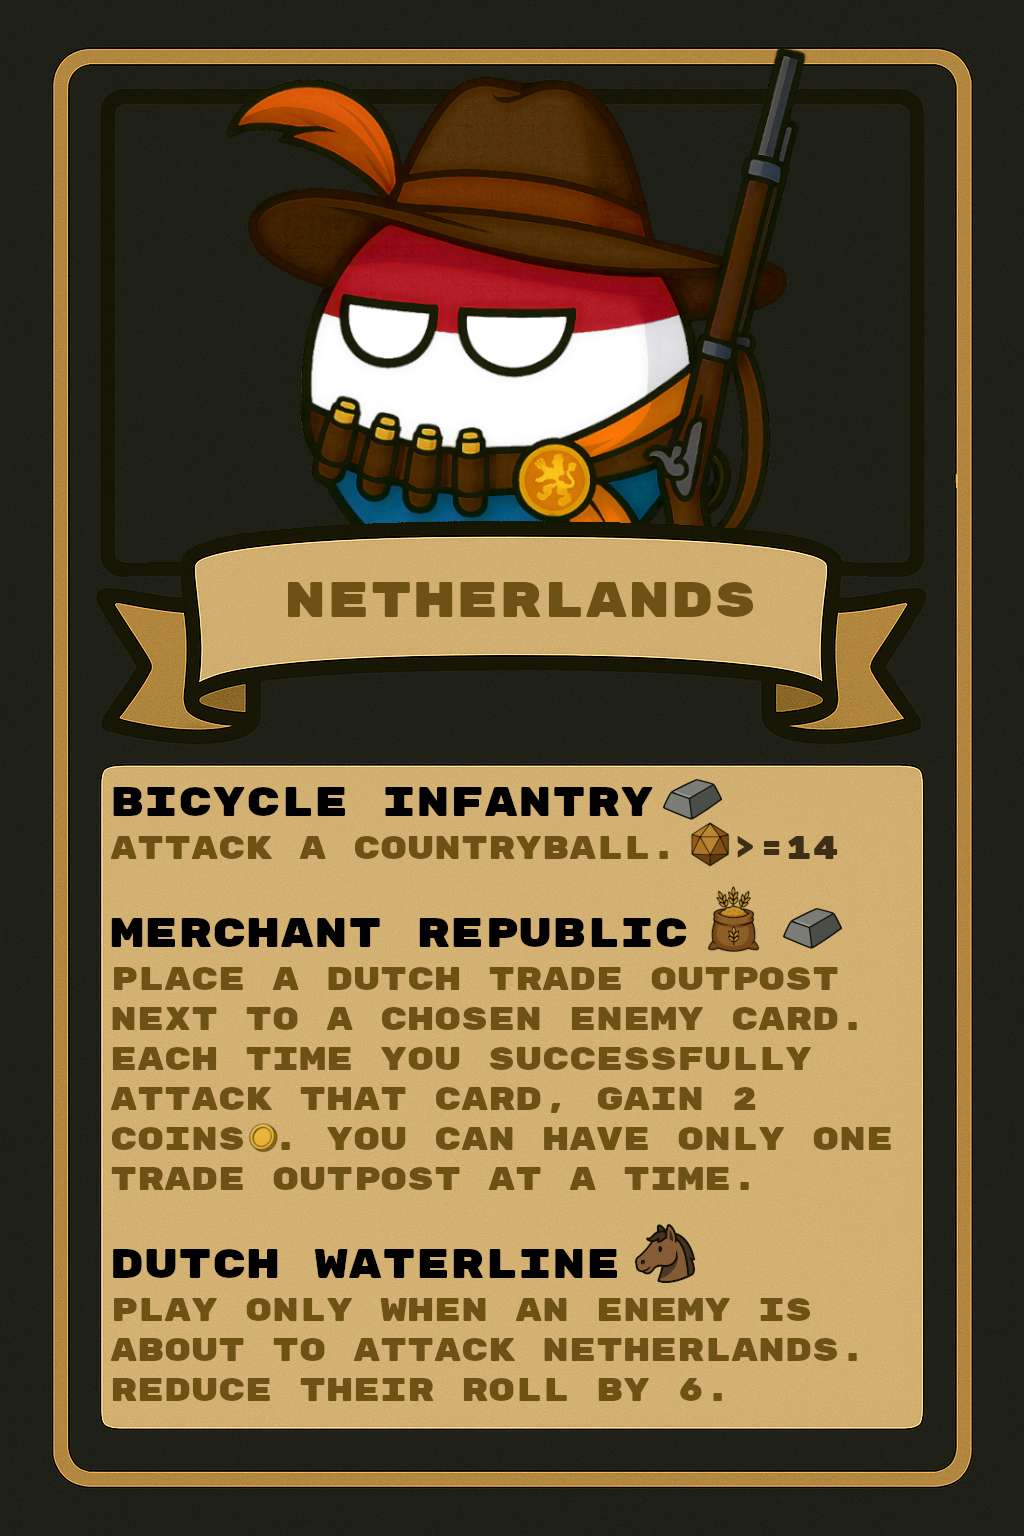 NETHERLANDS
BICYCLE INFANTRY
ATTACK A COUNTRYBALL. >=14
MERCHANT REPUBLIC
PLACE A DUTCH TRADE OUTPOST
NEXT TO A CHOSEN ENEMY CARD.
EACH TIME YOU SUCCESSFULLY
ATTACK THAT CARD, GAIN 2
COINS. YOU CAN HAVE ONLY ONE
TRADE OUTPOST AT A TIME.
DUTCH WATERLINE
PLAY ONLY WHEN AN ENEMY IS
ABOUT TO ATTACK NETHERLANDS.
REDUCE THEIR ROLL BY 6.